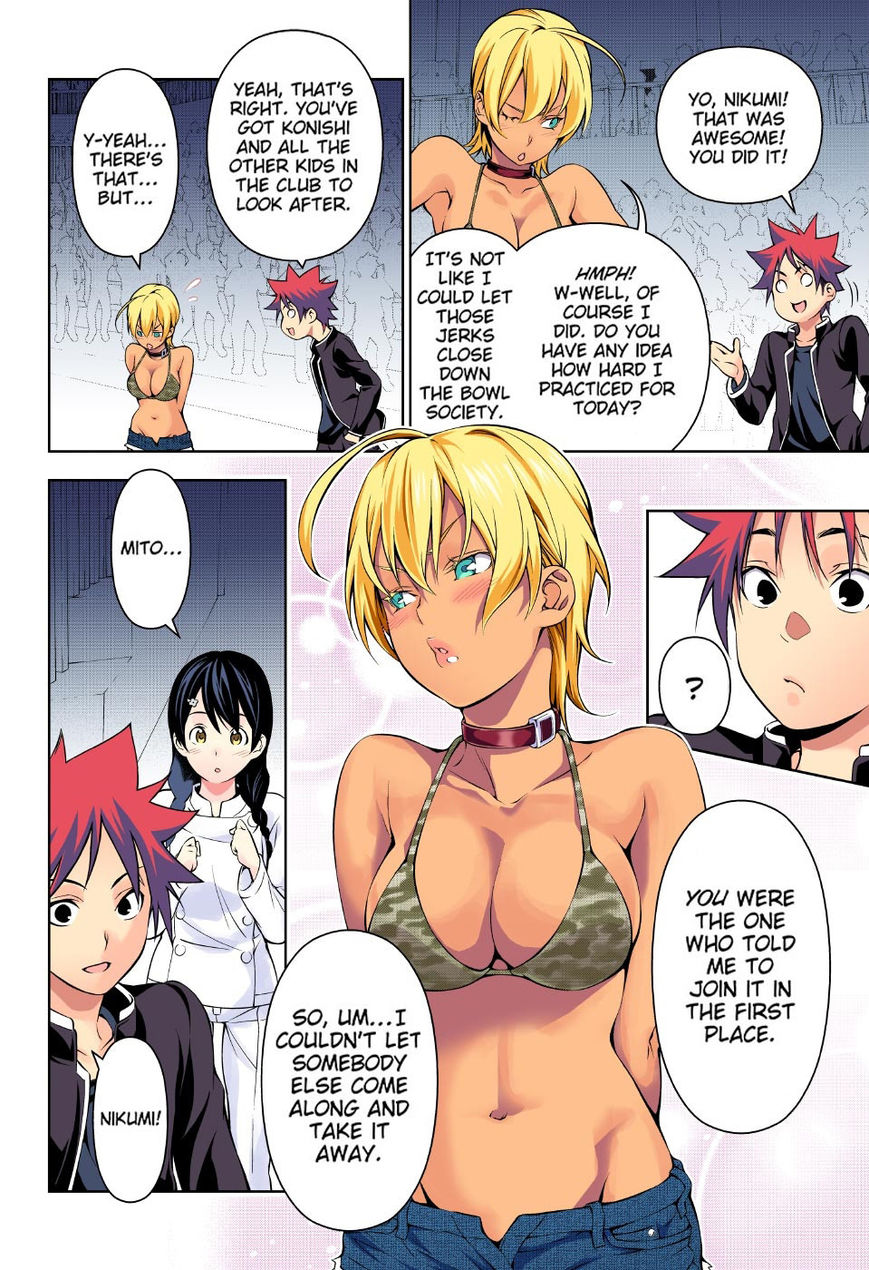 YO, NIKUMI!
THAT WAS
AWESOME!
YOU DID IT!
HMPH!
W-WELL, OF
COURSE I
DID. DO YOU
HAVE ANY IDEA
HOW HARD I
PRACTICED FOR
TODAY?
IT'S NOT
LIKE I
COULD LET
THOSE
JERKS
CLOSE
DOWN
THE BOWL
SOCIETY.
YEAH, THAT'S
RIGHT. YOU'VE
GOT KONISHI
AND ALL THE
OTHER KIDS IN
THE CLUB TO
LOOK AFTER.
Y-YEAH...
THERE'S
THAT...
BUT...
?
YOU WERE
THE ONE
WHO TOLD
ME TO
JOIN IT IN
THE FIRST
PLACE.
SO, UM...I
COULDN'T LET
SOMEBODY
ELSE COME
ALONG AND
TAKE IT
AWAY.
MITO...
NIKUMI!